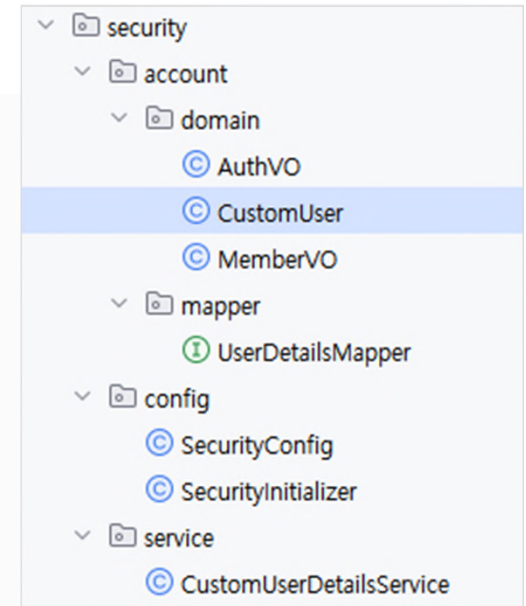 security
account
domain
AuthVO
CustomUser
MemberVO
mapper
UserDetailsMapper
config
SecurityConfig
SecurityInitializer
service
CustomUserDetailsService